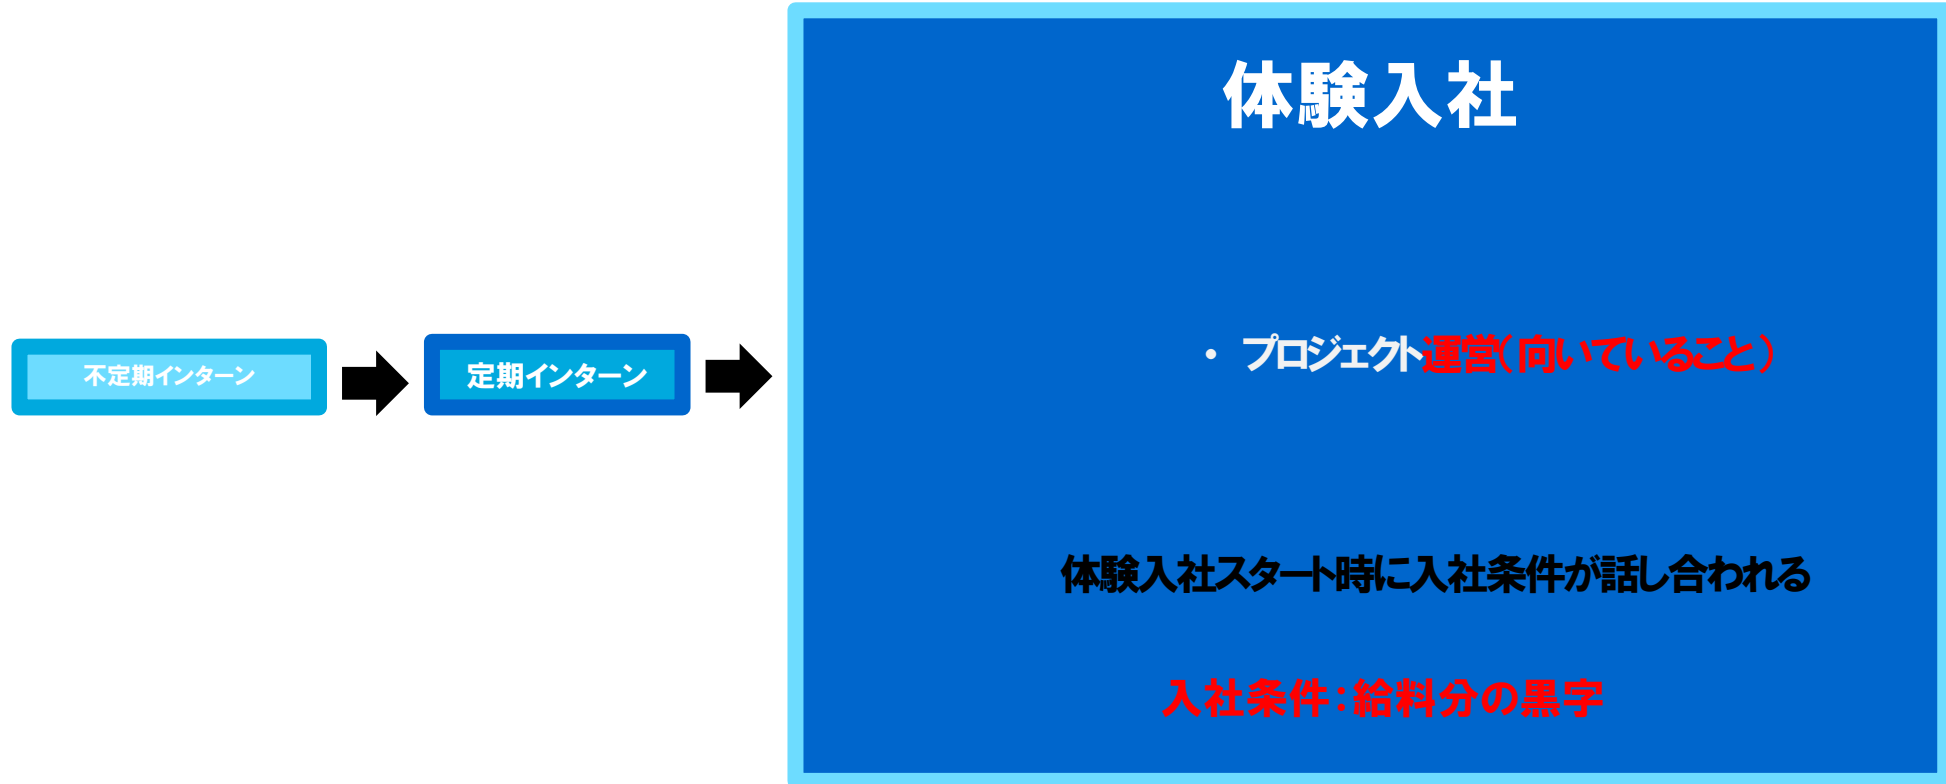 体験入社
・プロジェクト運営（向いていること）
不定期インターン
定期インターン
体験入社スタート時に入社条件が話し合われる
入社条件：給料分の黒字